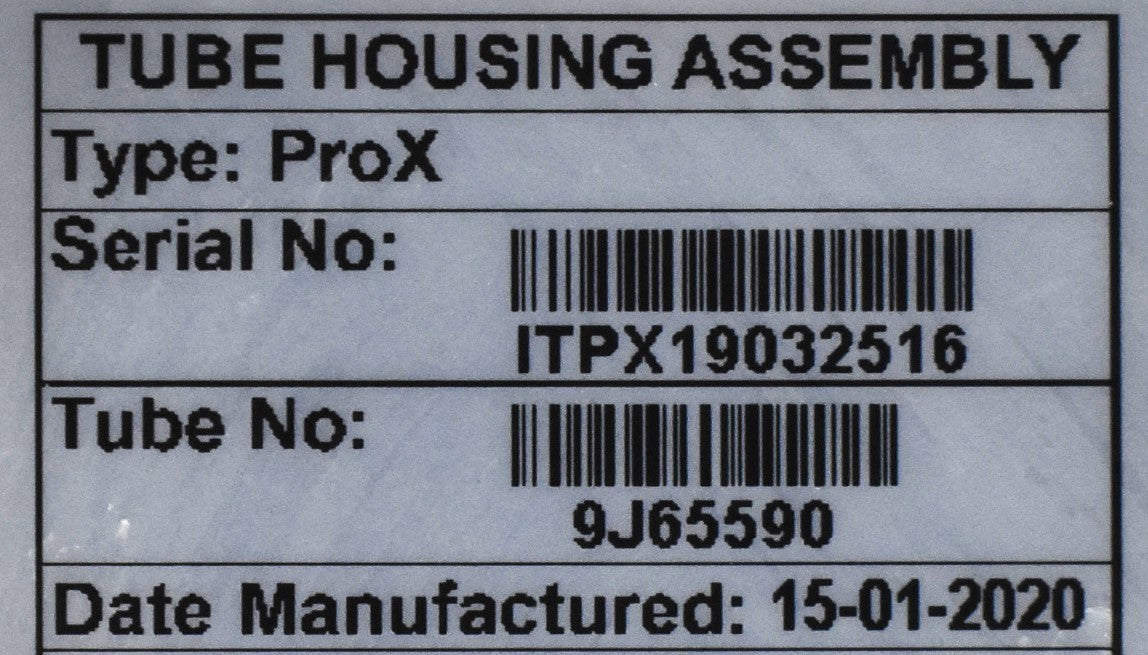 TUBE HOUSING ASSEMBLY
Type: ProX
Serial No:
ITPX19032516
Tube No:
9J65590
Date Manufactured: 15-01-2020